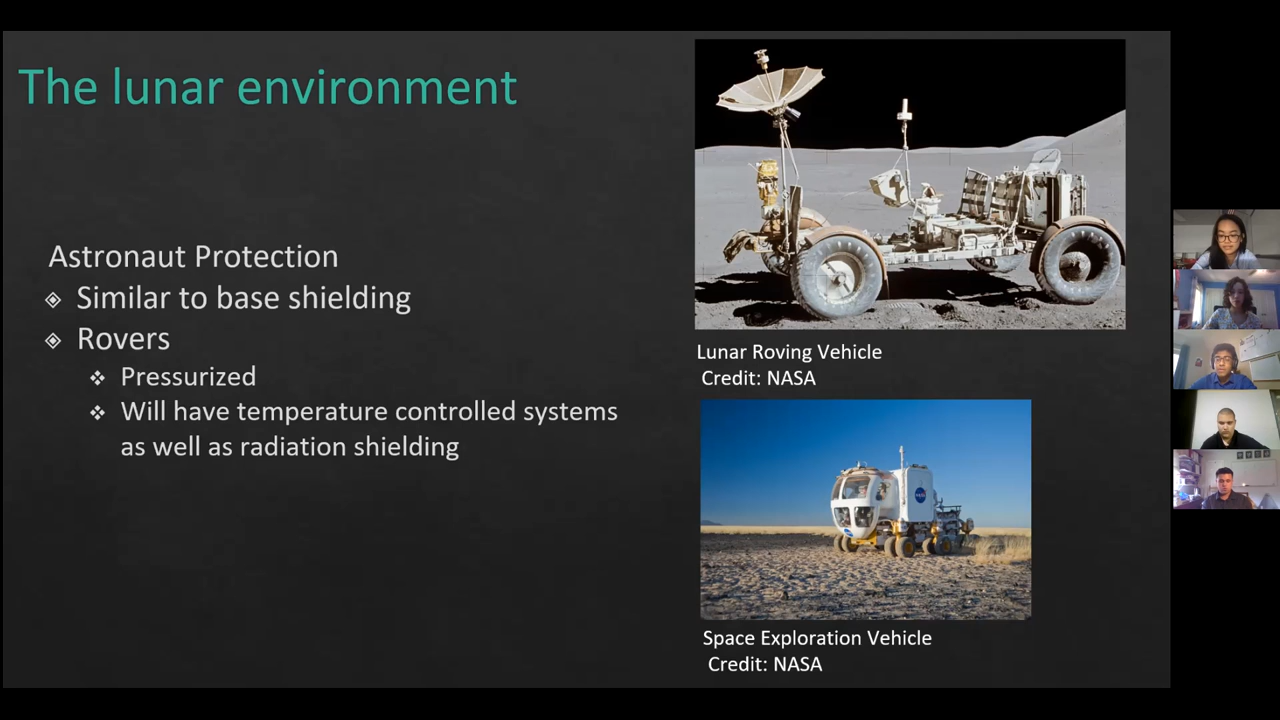 The lunar environment
Astronaut Protection
Similar to base shielding
Rovers
Pressurized
Will have temperature controlled systems
as well as radiation shielding
Lunar Roving Vehicle
Credit: NASA
Space Exploration Vehicle
Credit: NASA